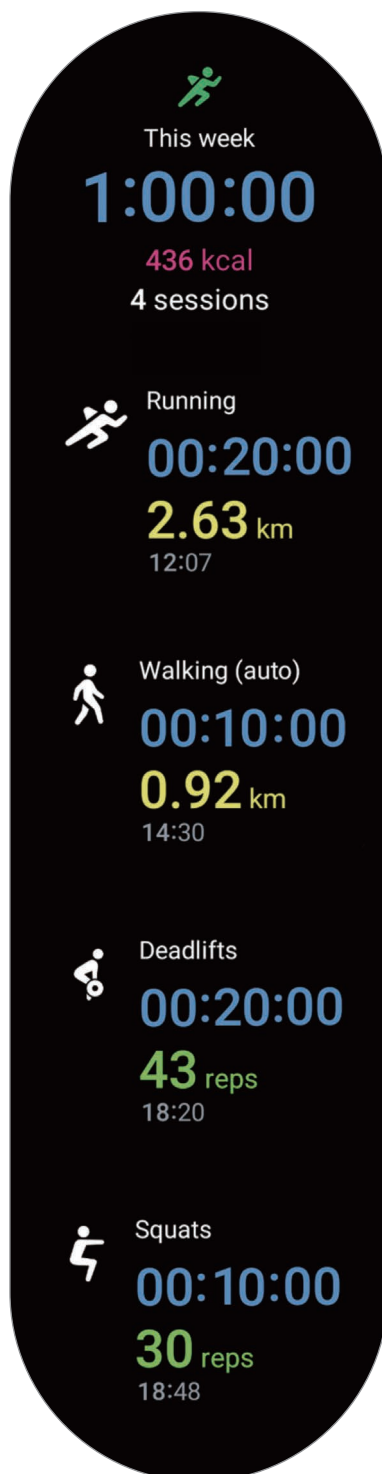 This week
1:00:00
436 kcal
4 sessions
Running
00:20:00
2.63 km
12:07
Walking (auto)
00:10:00
0.92 km
14:30
Deadlifts
00:20:00
43 reps
18:20
Squats
00:10:00
30 reps
18:48